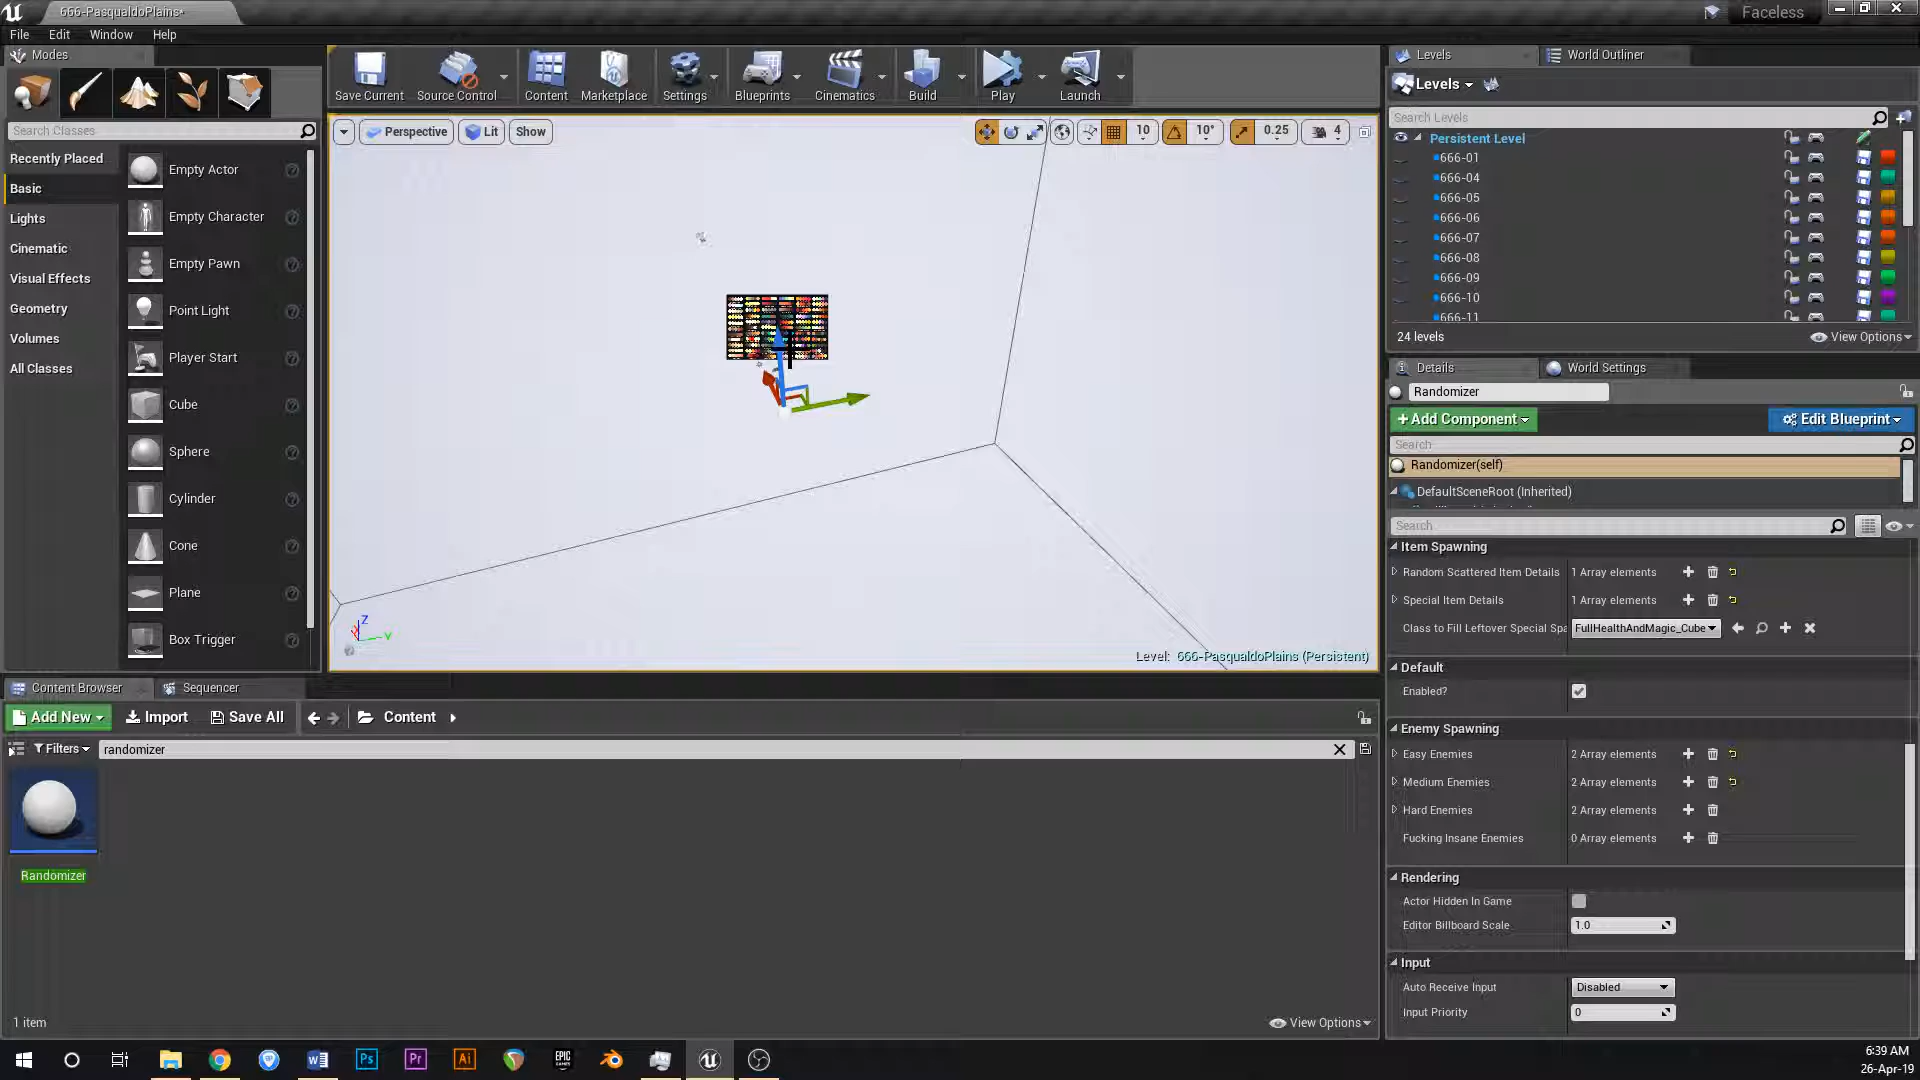 666-PasqualdoPlains*
Faceless
File Edit Window Help
Modes
Search Classes
Recently Placed
Basic
Lights
Cinematic
Visual Effects
Geometry
Volumes
All Classes
Empty Actor
Empty Character
Empty Pawn
Point Light
Player Start
Cube
Sphere
Cylinder
Cone
Plane
Box Trigger
Save Current Source Control Content Marketplace Settings Blueprints Cinematics Build Play Launch
Perspective Lit Show
10 10° 0.25 4
Z
Y
Level: 666-PasqualdoPlains (Persistent)
Levels World Outliner
Levels
Search Levels
Persistent Level
666-01
666-04
666-05
666-06
666-07
666-08
666-09
666-10
666-11
24 levels View Options
Details World Settings
Randomizer
+Add Component Edit Blueprint
Search
Randomizer(self)
DefaultSceneRoot (Inherited)
Search
Item Spawning
Random Scattered Item Details 1 Array elements
Special Item Details 1 Array elements
Class to Fill Leftover Special Spa FullHealthAndMagic_Cube
Default
Enabled?
Enemy Spawning
Easy Enemies 2 Array elements
Medium Enemies 2 Array elements
Hard Enemies 2 Array elements
Fucking Insane Enemies 0 Array elements
Rendering
Actor Hidden In Game
Editor Billboard Scale 1.0
Input
Auto Receive Input Disabled
Input Priority 0
Content Browser Sequencer
Add New Import Save All Content
Filters randomizer
Randomizer
1 item View Options
Ps Pr Ai EPIC GAMES
6:39 AM
26-Apr-19